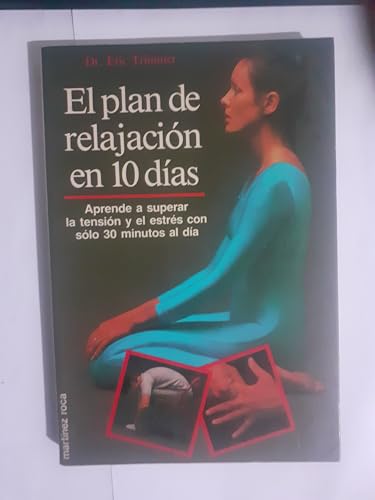 Dr. Eric Trimmer
El plan de
relajación
en 10 días
Aprende a superar
la tensión y el estrés con
sólo 30 minutos al día
martínez roca